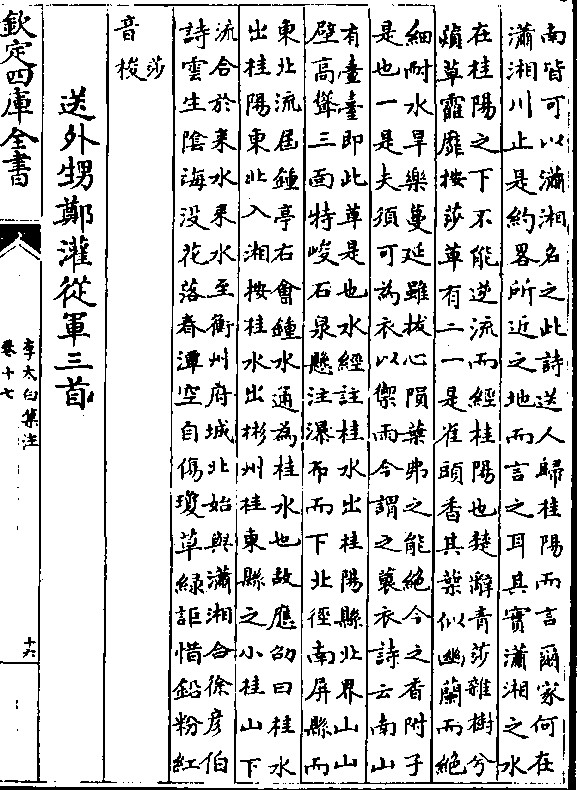 南皆可以瀟湘名之此詩送人歸桂陽而言爾家何在
瀟湘川止是約畧所近之地而言之耳其實瀟湘之水
在桂陽之下不能逆流而經桂陽也楚辭青莎雜樹兮
薠草靃靡按莎草有二一是雀頭香其葉似幽蘭而絶
細耐水旱樂蔓延雖拔心隕葉弗之能絶今之香附子
是也一是夫須可為衣以禦雨今謂之蓑衣詩云南山
有臺臺即此草是也水經註桂水出桂陽縣北界山山
壁高聳三面特峻石泉懸注瀑布而下北徑南屏縣而
東北流屆鍾亭右會鍾水通為桂水也故應劭曰桂水
出桂陽東北入湘按桂水出彬州桂東縣之小桂山下
流合於耒水耒水至衡州府城北始與瀟湘合徐彦伯
詩雲生陰海沒花落春潭空自傷瓊草緑詎惜鉛粉紅
莎
音梭
送外甥鄭灌從軍三首
欽定四庫全書
李太白集注
卷十七
十六